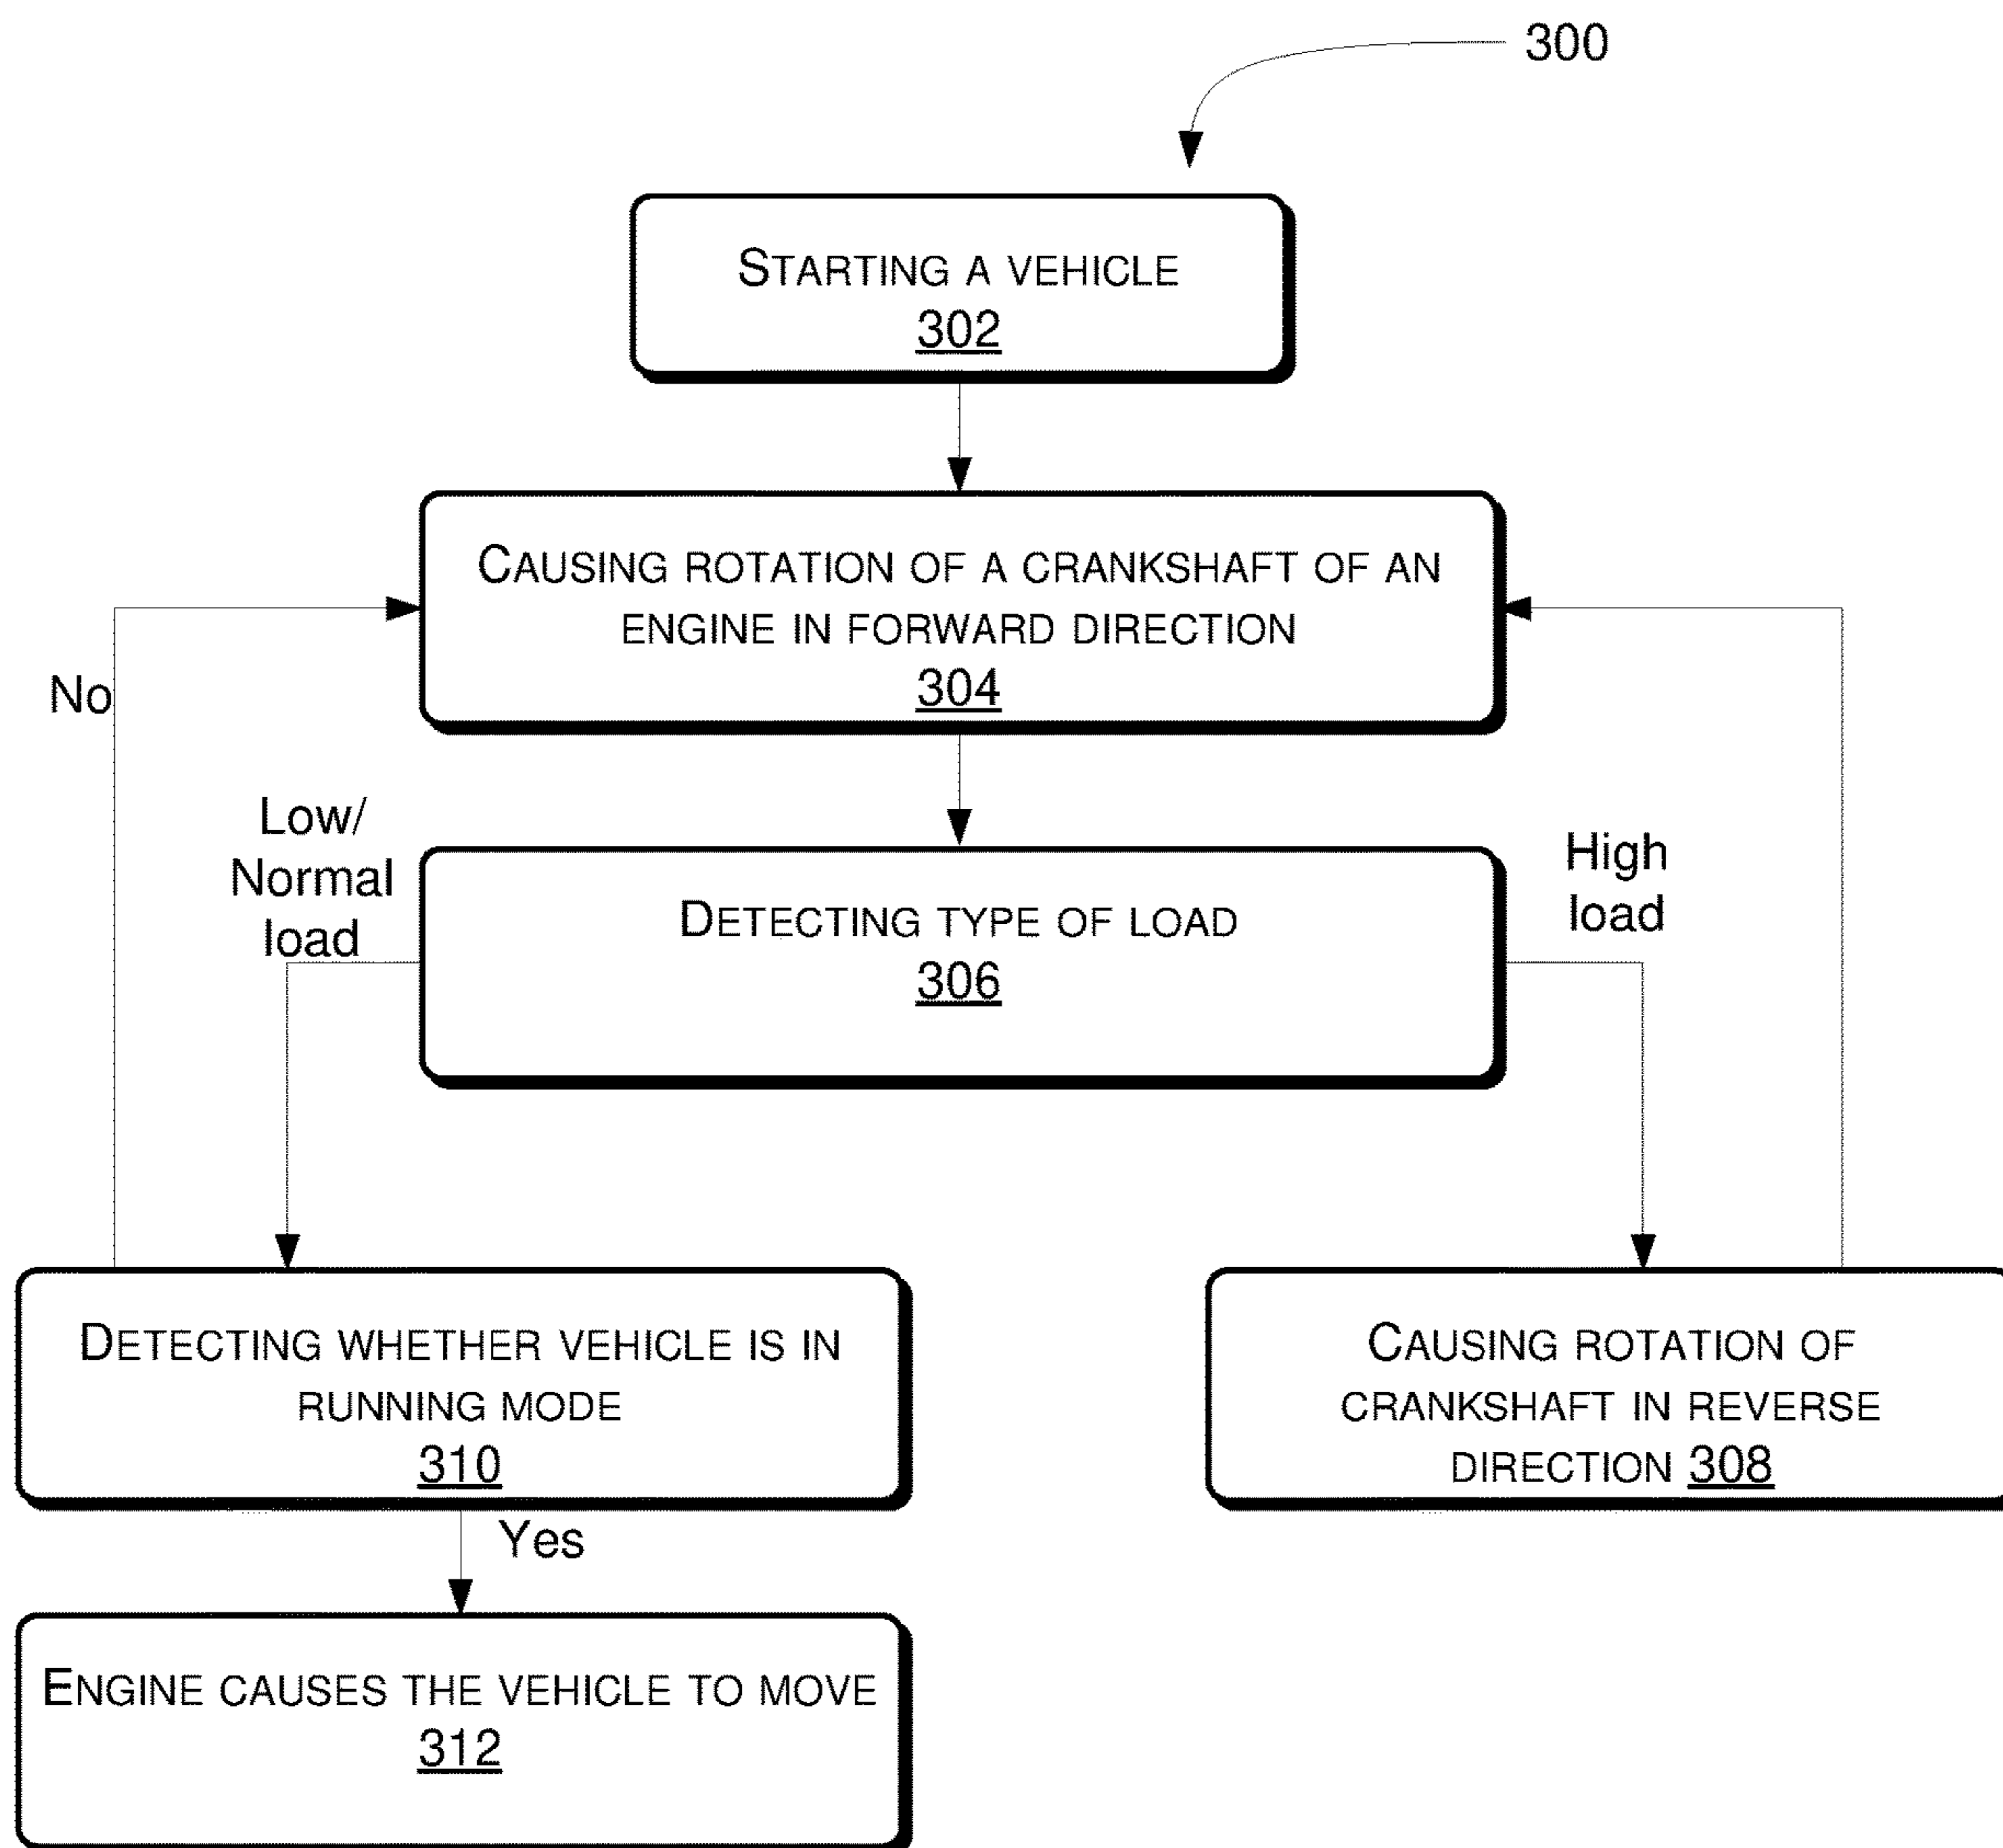 300
STARTING A VEHICLE
302
CAUSING ROTATION OF A CRANKSHAFT OF AN
ENGINE IN FORWARD DIRECTION
304
No
Low/
Normal
load
DETECTING TYPE OF LOAD
306
High
load
DETECTING WHETHER VEHICLE IS IN
RUNNING MODE
310
CAUSING ROTATION OF
CRANKSHAFT IN REVERSE
DIRECTION 308
Yes
ENGINE CAUSES THE VEHICLE TO MOVE
312